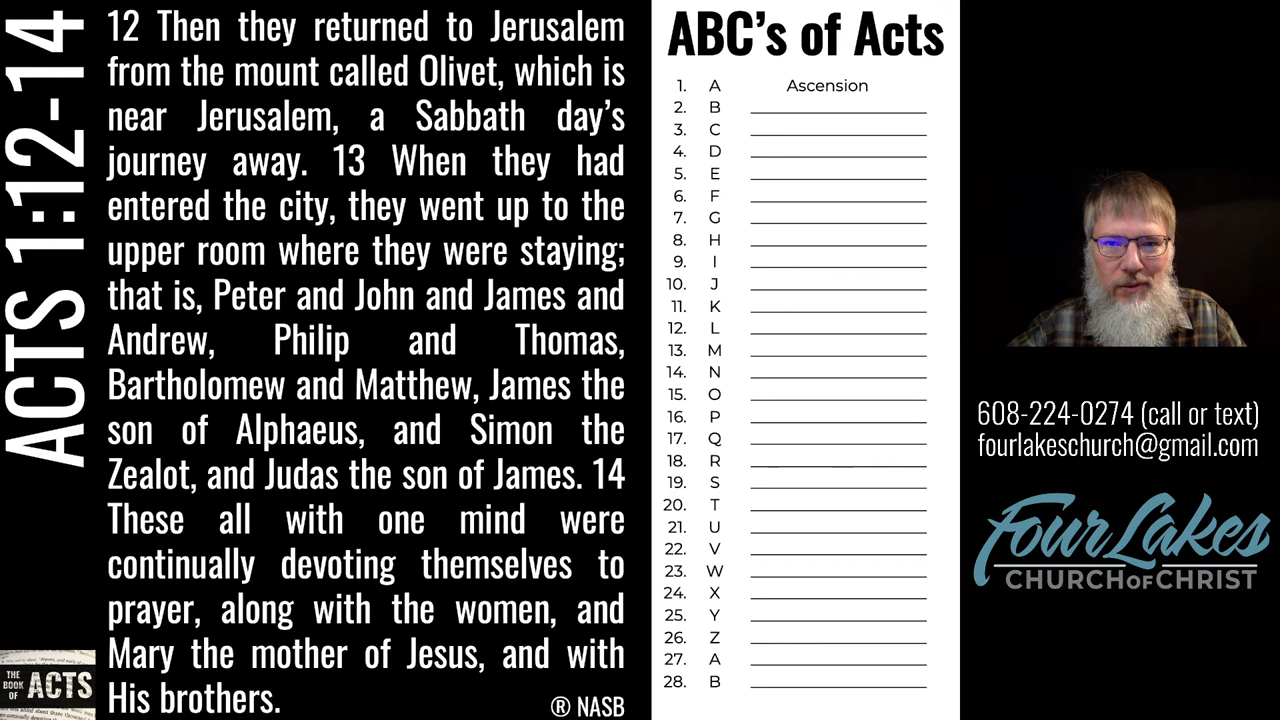 ACTS 1:12-14
12 Then they returned to Jerusalem
from the mount called Olivet, which is
near Jerusalem, a Sabbath day's
journey away. 13 When they had
entered the city, they went up to the
upper room where they were staying;
that is, Peter and John and James and
Andrew, Philip and Thomas,
Bartholomew and Matthew, James the
son of Alphaeus, and Simon the
Zealot, and Judas the son of James. 14
These all with one mind were
continually devoting themselves to
prayer, along with the women, and
Mary the mother of Jesus, and with
His brothers.
® NASB
THE
BOOK
OF
ACTS
ABC's of Acts
1. A Ascension
2. B
3. C
4. D
5. E
6. F
7. G
8. H
9. I
10. J
11. K
12. L
13. M
14. N
15. O
16. P
17. Q
18. R
19. S
20. T
21. U
22. V
23. W
24. X
25. Y
26. Z
27. A
28. B
608-224-0274 (call or text)
fourlakeschurch@gmail.com
Four Lakes
CHURCH OF CHRIST